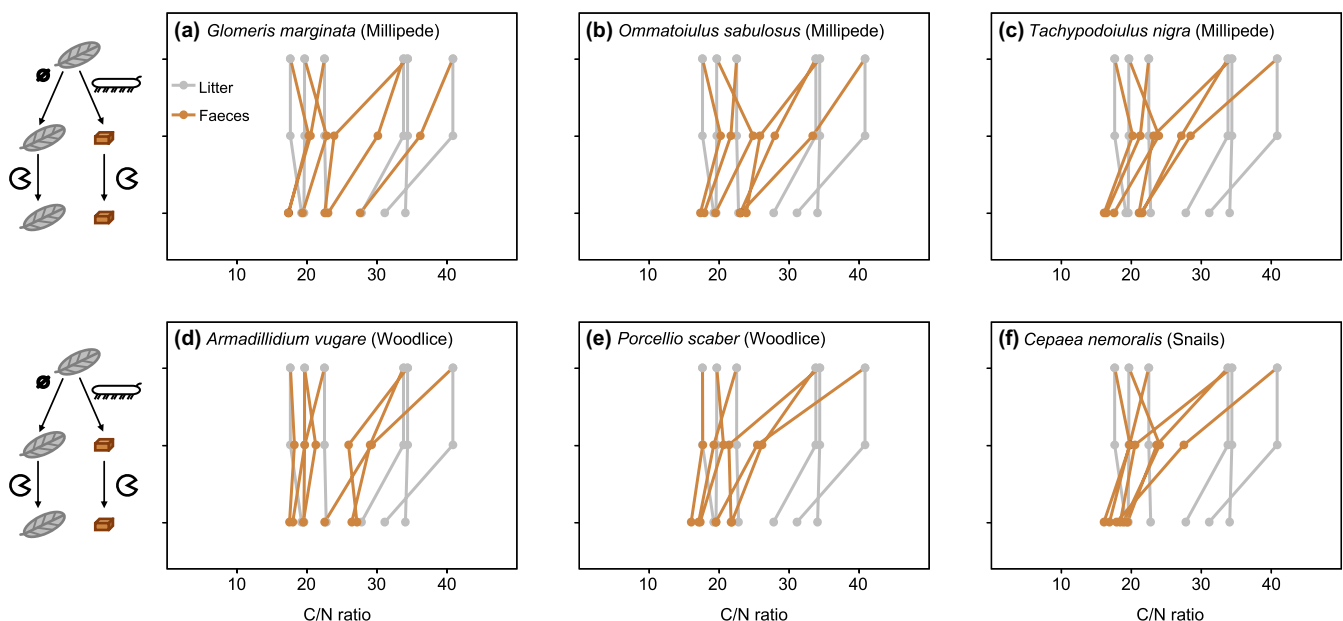 (a) Glomeris marginata (Millipede)
Litter
Faeces
10 20 30 40
(b) Ommatoiulus sabulosus (Millipede)
10 20 30 40
(c) Tachypodoiulus nigra (Millipede)
10 20 30 40
(d) Armadillidium vugare (Woodlice)
10 20 30 40
C/N ratio
(e) Porcellio scaber (Woodlice)
10 20 30 40
C/N ratio
(f) Cepaea nemoralis (Snails)
10 20 30 40
C/N ratio